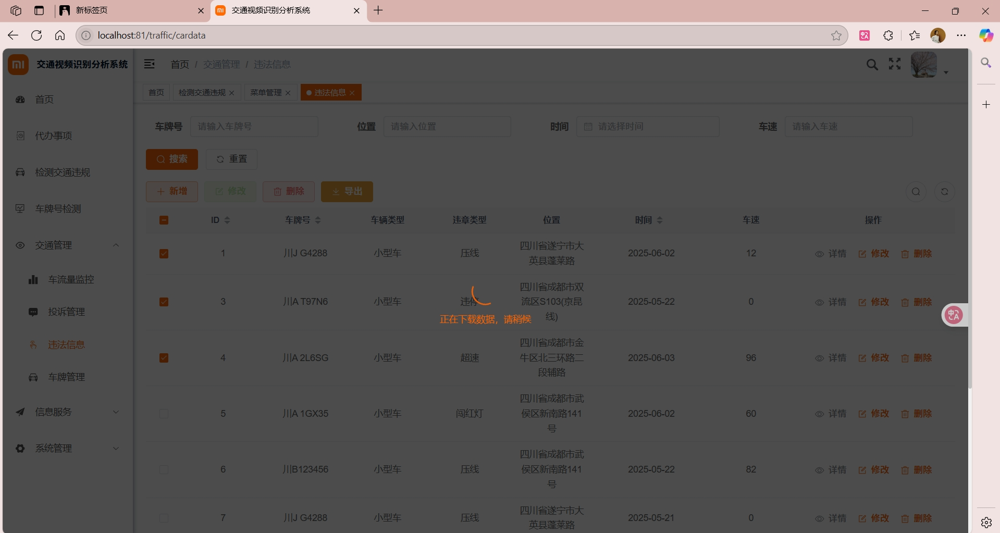 新标签页
交通视频识别分析系统
localhost:81/traffic/cardata
mi 交通视频识别分析系统
首页 / 交通管理 / 违法信息
首页
检测交通违规
菜单管理
违法信息
首页
代办事项
检测交通违规
车牌号检测
交通管理
车流量监控
投诉管理
违法信息
车牌管理
信息服务
系统管理
车牌号 请输入车牌号 位置 请输入位置 时间 请选择时间 车速 请输入车速
搜索 重置
新增 修改 删除 导出
ID 车牌号 车辆类型 违章类型 位置 时间 车速 操作
1 川J G4288 小型车 压线 四川省遂宁市大
英县蓬莱路 2025-06-02 12 详情 修改 删除
3 川A T97N6 小型车 违停 四川省成都市双
流区S103(京昆
线) 2025-05-22 0 详情 修改 删除
正在下载数据，请稍候
4 川A 2L6SG 小型车 超速 四川省成都市金
牛区北三环路二
段辅路 2025-06-03 96 详情 修改 删除
5 川A 1GX35 小型车 闯红灯 四川省成都市武
侯区新南路141
号 2025-06-02 60 详情 修改 删除
6 川B123456 小型车 压线 四川省成都市武
侯区新南路141
号 2025-05-22 82 详情 修改 删除
7 川J G4288 小型车 压线 四川省遂宁市大
英县蓬莱路 2025-05-21 0 详情 修改 删除